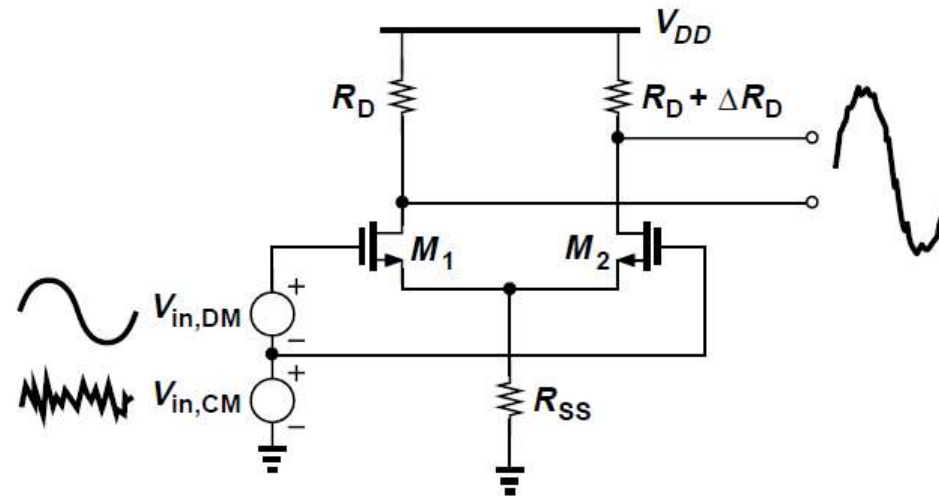 V_DD
R_D
R_D + ΔR_D
M_1
M_2
V_in,DM
+
−
V_in,CM
+
−
R_SS